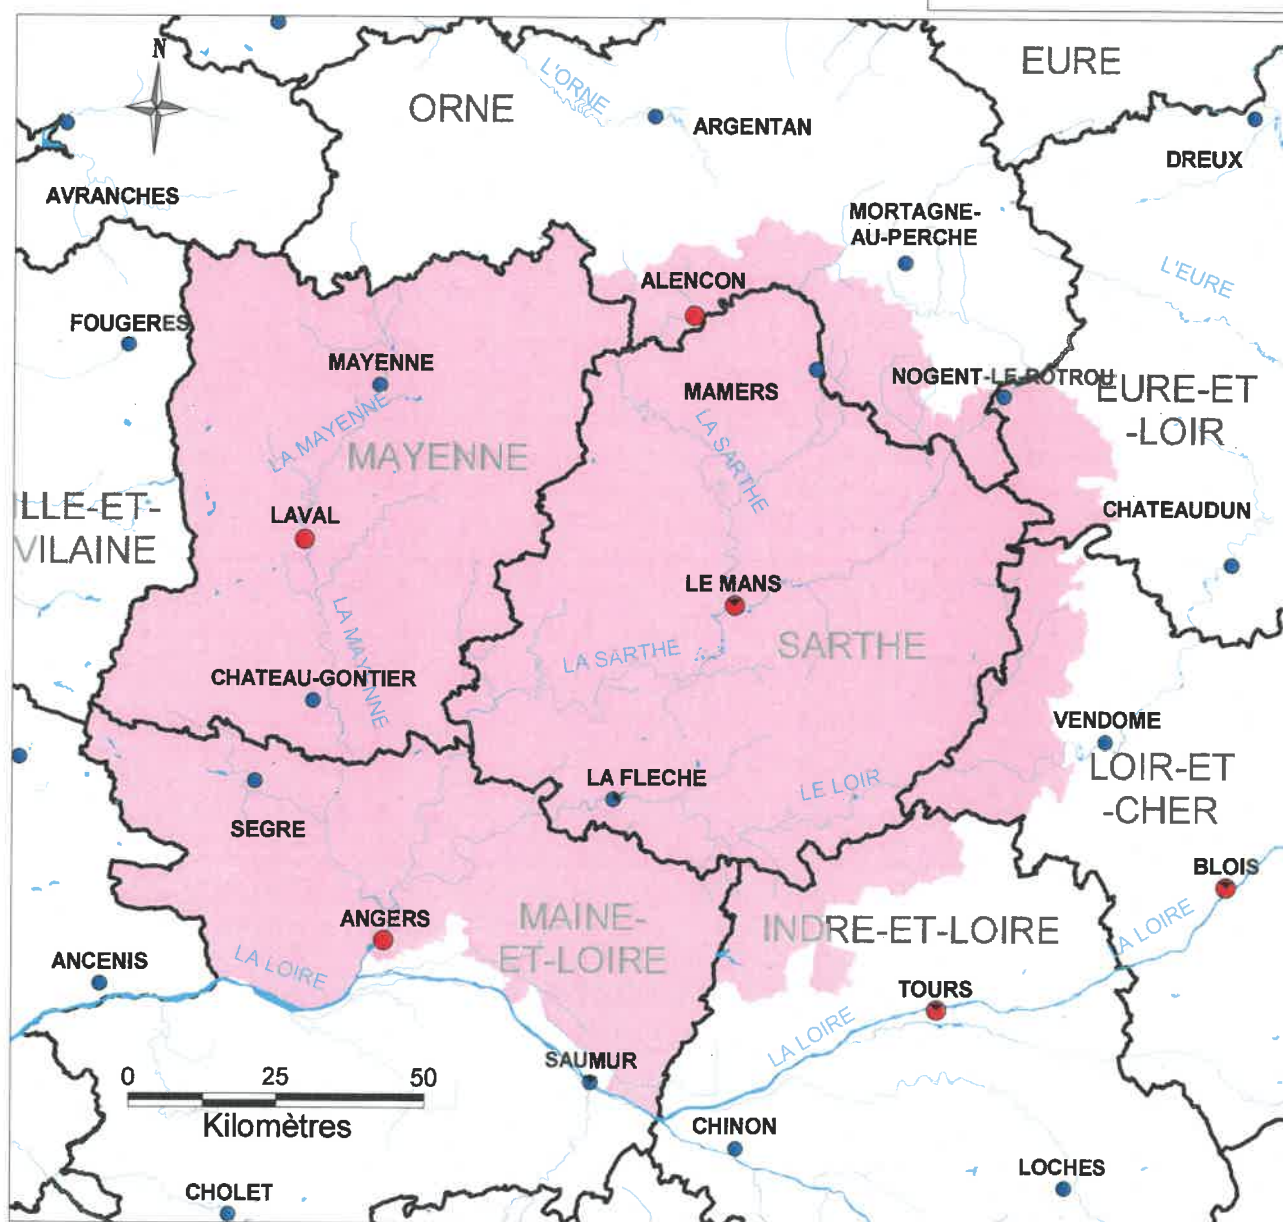 EURE
N
L'ORNE
ORNE
ARGENTAN
DREUX
AVRANCHES
MORTAGNE-
AU-PERCHE
L'EURE
ALENCON
FOUGERES
MAYENNE
NOGENT-LE-ROTROU
MAMERS
EURE-ET
-LOIR
LA MAYENNE
LA SARTHE
MAYENNE
ILLE-ET-
VILAINE
LAVAL
CHATEAUDUN
LE MANS
LA MAYENNE
LA SARTHE
SARTHE
CHATEAU-GONTIER
VENDOME
LA FLECHE
LE LOIR
LOIR-ET
-CHER
SEGRE
BLOIS
ANGERS
MAINE-
ET-LOIRE
INDRE-ET-LOIRE
LA LOIRE
ANCENIS
LA LOIRE
TOURS
LA LOIRE
SAUMUR
0 25 50
Kilomètres
CHINON
LOCHES
CHOLET